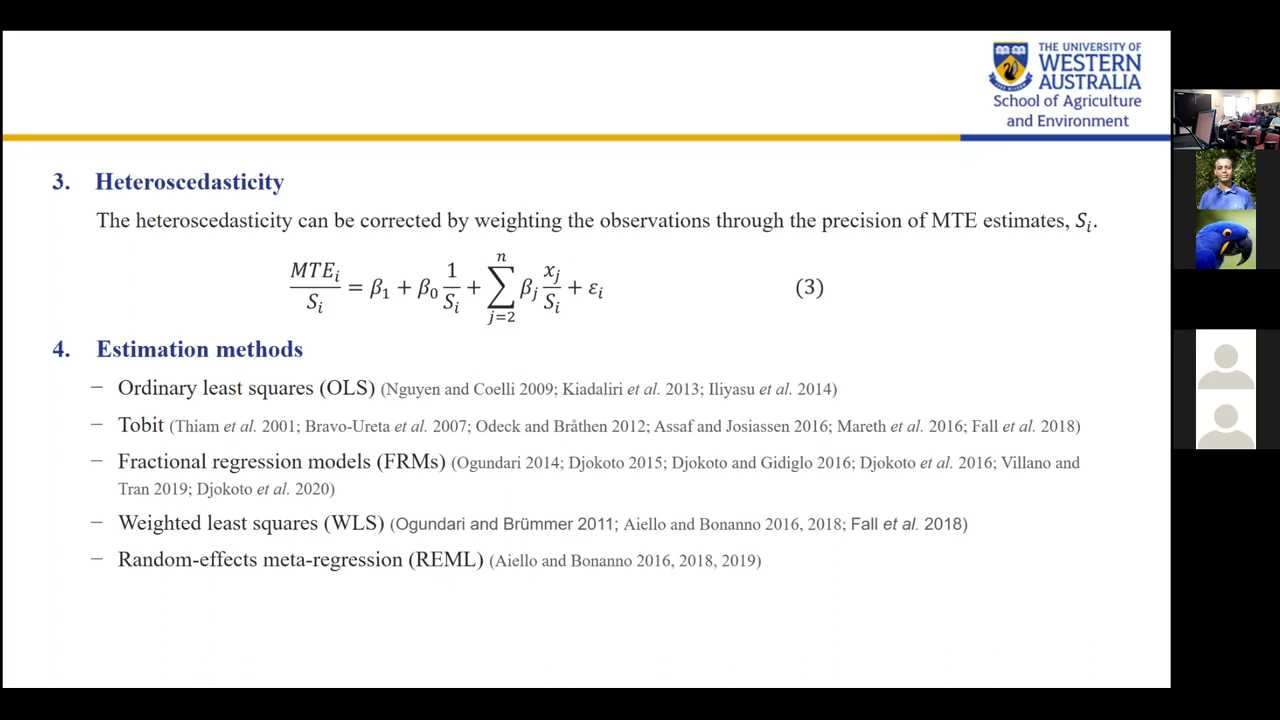 THE UNIVERSITY OF
WESTERN
AUSTRALIA
School of Agriculture
and Environment
3. Heteroscedasticity
The heteroscedasticity can be corrected by weighting the observations through the precision of MTE estimates, Sᵢ.
MTEᵢ/Sᵢ = β₁ + β₀ 1/Sᵢ + ∑ⁿⱼ₌₂ βⱼ xⱼ/Sᵢ + εᵢ (3)
4. Estimation methods
– Ordinary least squares (OLS) (Nguyen and Coelli 2009; Kiadaliri et al. 2013; Iliyasu et al. 2014)
– Tobit (Thiam et al. 2001; Bravo-Ureta et al. 2007; Odeck and Bråthen 2012; Assaf and Josiassen 2016; Mareth et al. 2016; Fall et al. 2018)
– Fractional regression models (FRMs) (Ogundari 2014; Djokoto 2015; Djokoto and Gidiglo 2016; Djokoto et al. 2016; Villano and
Tran 2019; Djokoto et al. 2020)
– Weighted least squares (WLS) (Ogundari and Brümmer 2011; Aiello and Bonanno 2016, 2018; Fall et al. 2018)
– Random-effects meta-regression (REML) (Aiello and Bonanno 2016, 2018, 2019)